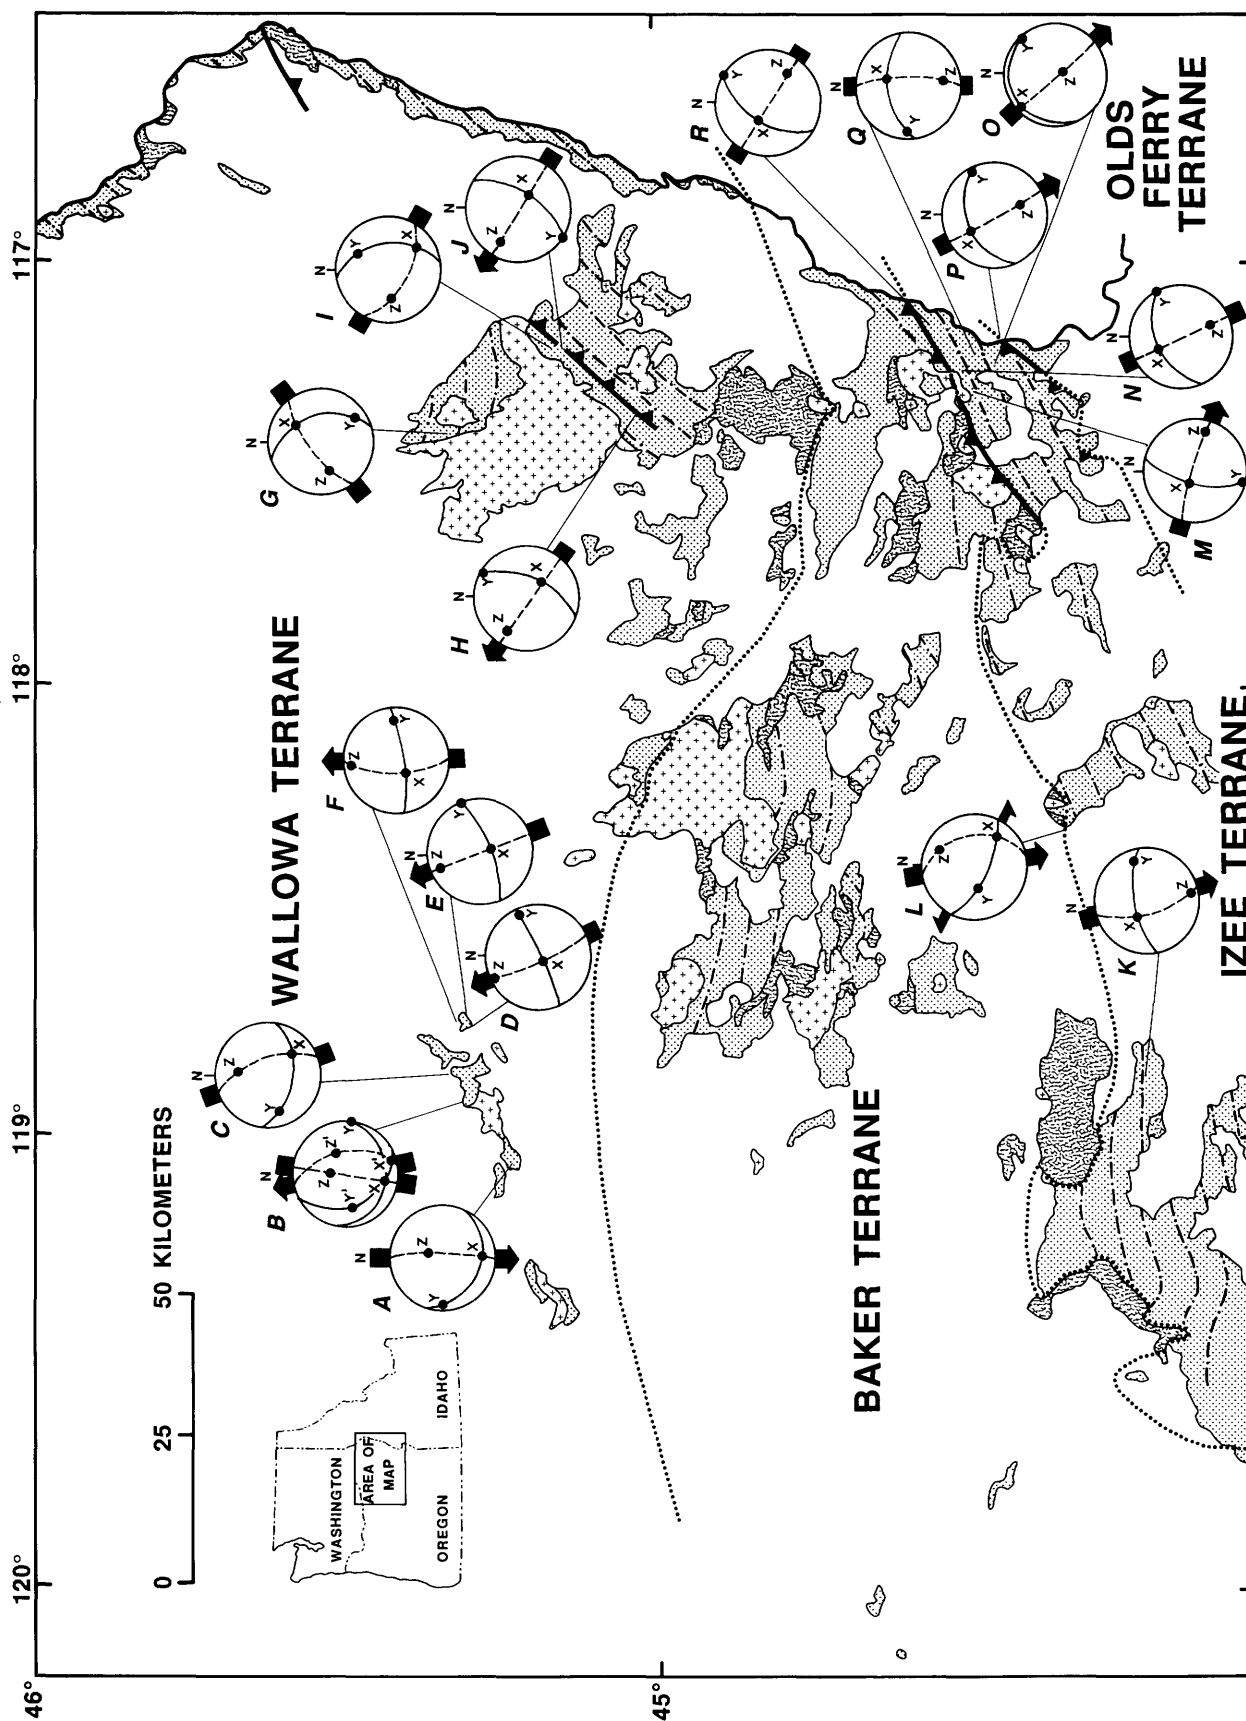 120°
119°
118°
117°
46°
45°
0
25
50 KILOMETERS
WASHINGTON
OREGON
IDAHO
AREA OF
MAP
WALLOWA TERRANE
BAKER TERRANE
IZEE TERRANE
OLDS
FERRY
TERRANE
A
N
Z
X
Y
B
N
Z
Z'
Y
Y'
X
X'
C
N
Z
Y
X
D
N
Z
Y
X
E
N
Z
Y
X
F
Z
Y
X
G
N
X
Y
Z
H
N
Y
X
Z
I
N
Y
X
Z
J
N
Z
X
Y
K
N
X
Y
Z
L
N
Z
Y
X
M
N
X
Z
Y
N
N
X
Y
Z
O
N
X
Y
Z
P
N
X
Y
Z
Q
N
X
Y
Z
R
N
Y
X
Z